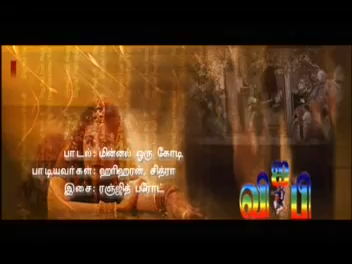 பாடல்: மின்னல் ஒரு கோடி
பாடியவர்கள்: ஹரிஹரன், சித்ரா
இசை: ரஞ்ஜித் பரோட்
விஐபி